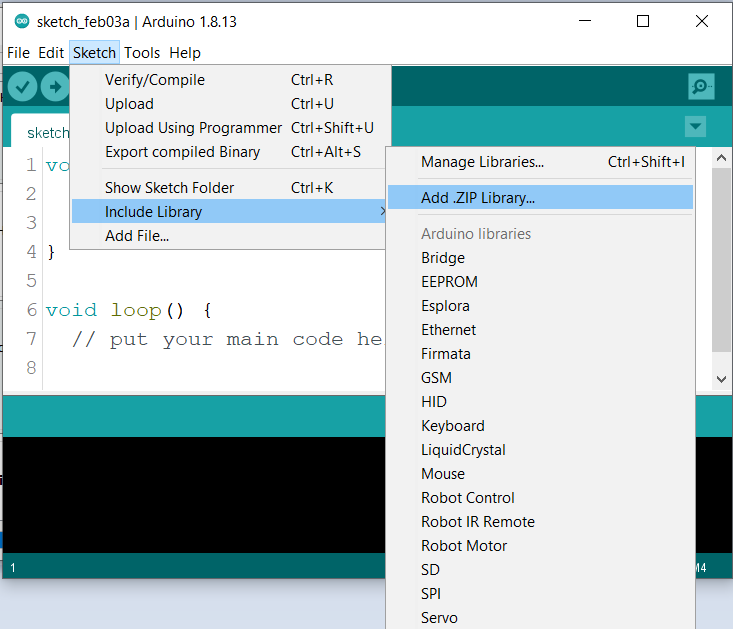 sketch_feb03a | Arduino 1.8.13
File Edit Sketch Tools Help
Verify/Compile Ctrl+R
Upload Ctrl+U
Upload Using Programmer Ctrl+Shift+U
Export compiled Binary Ctrl+Alt+S
Show Sketch Folder Ctrl+K
Include Library
Add File...
sketch
1 vo
2
3
4 }
5
6 void loop() {
7 // put your main code he
8
Manage Libraries... Ctrl+Shift+I
Add .ZIP Library...
Arduino libraries
Bridge
EEPROM
Esplora
Ethernet
Firmata
GSM
HID
Keyboard
LiquidCrystal
Mouse
Robot Control
Robot IR Remote
Robot Motor
SD
SPI
Servo
1